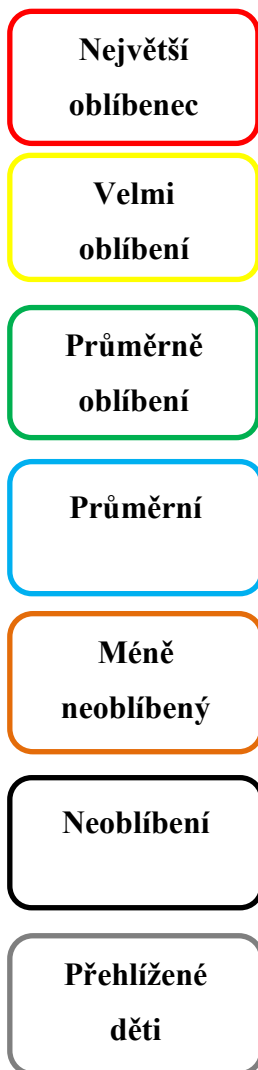 Největší
oblíbenec
Velmi
oblíbení
Průměrně
oblíbení
Průměrní
Méně
neoblíbený
Neoblíbení
Přehlížené
děti